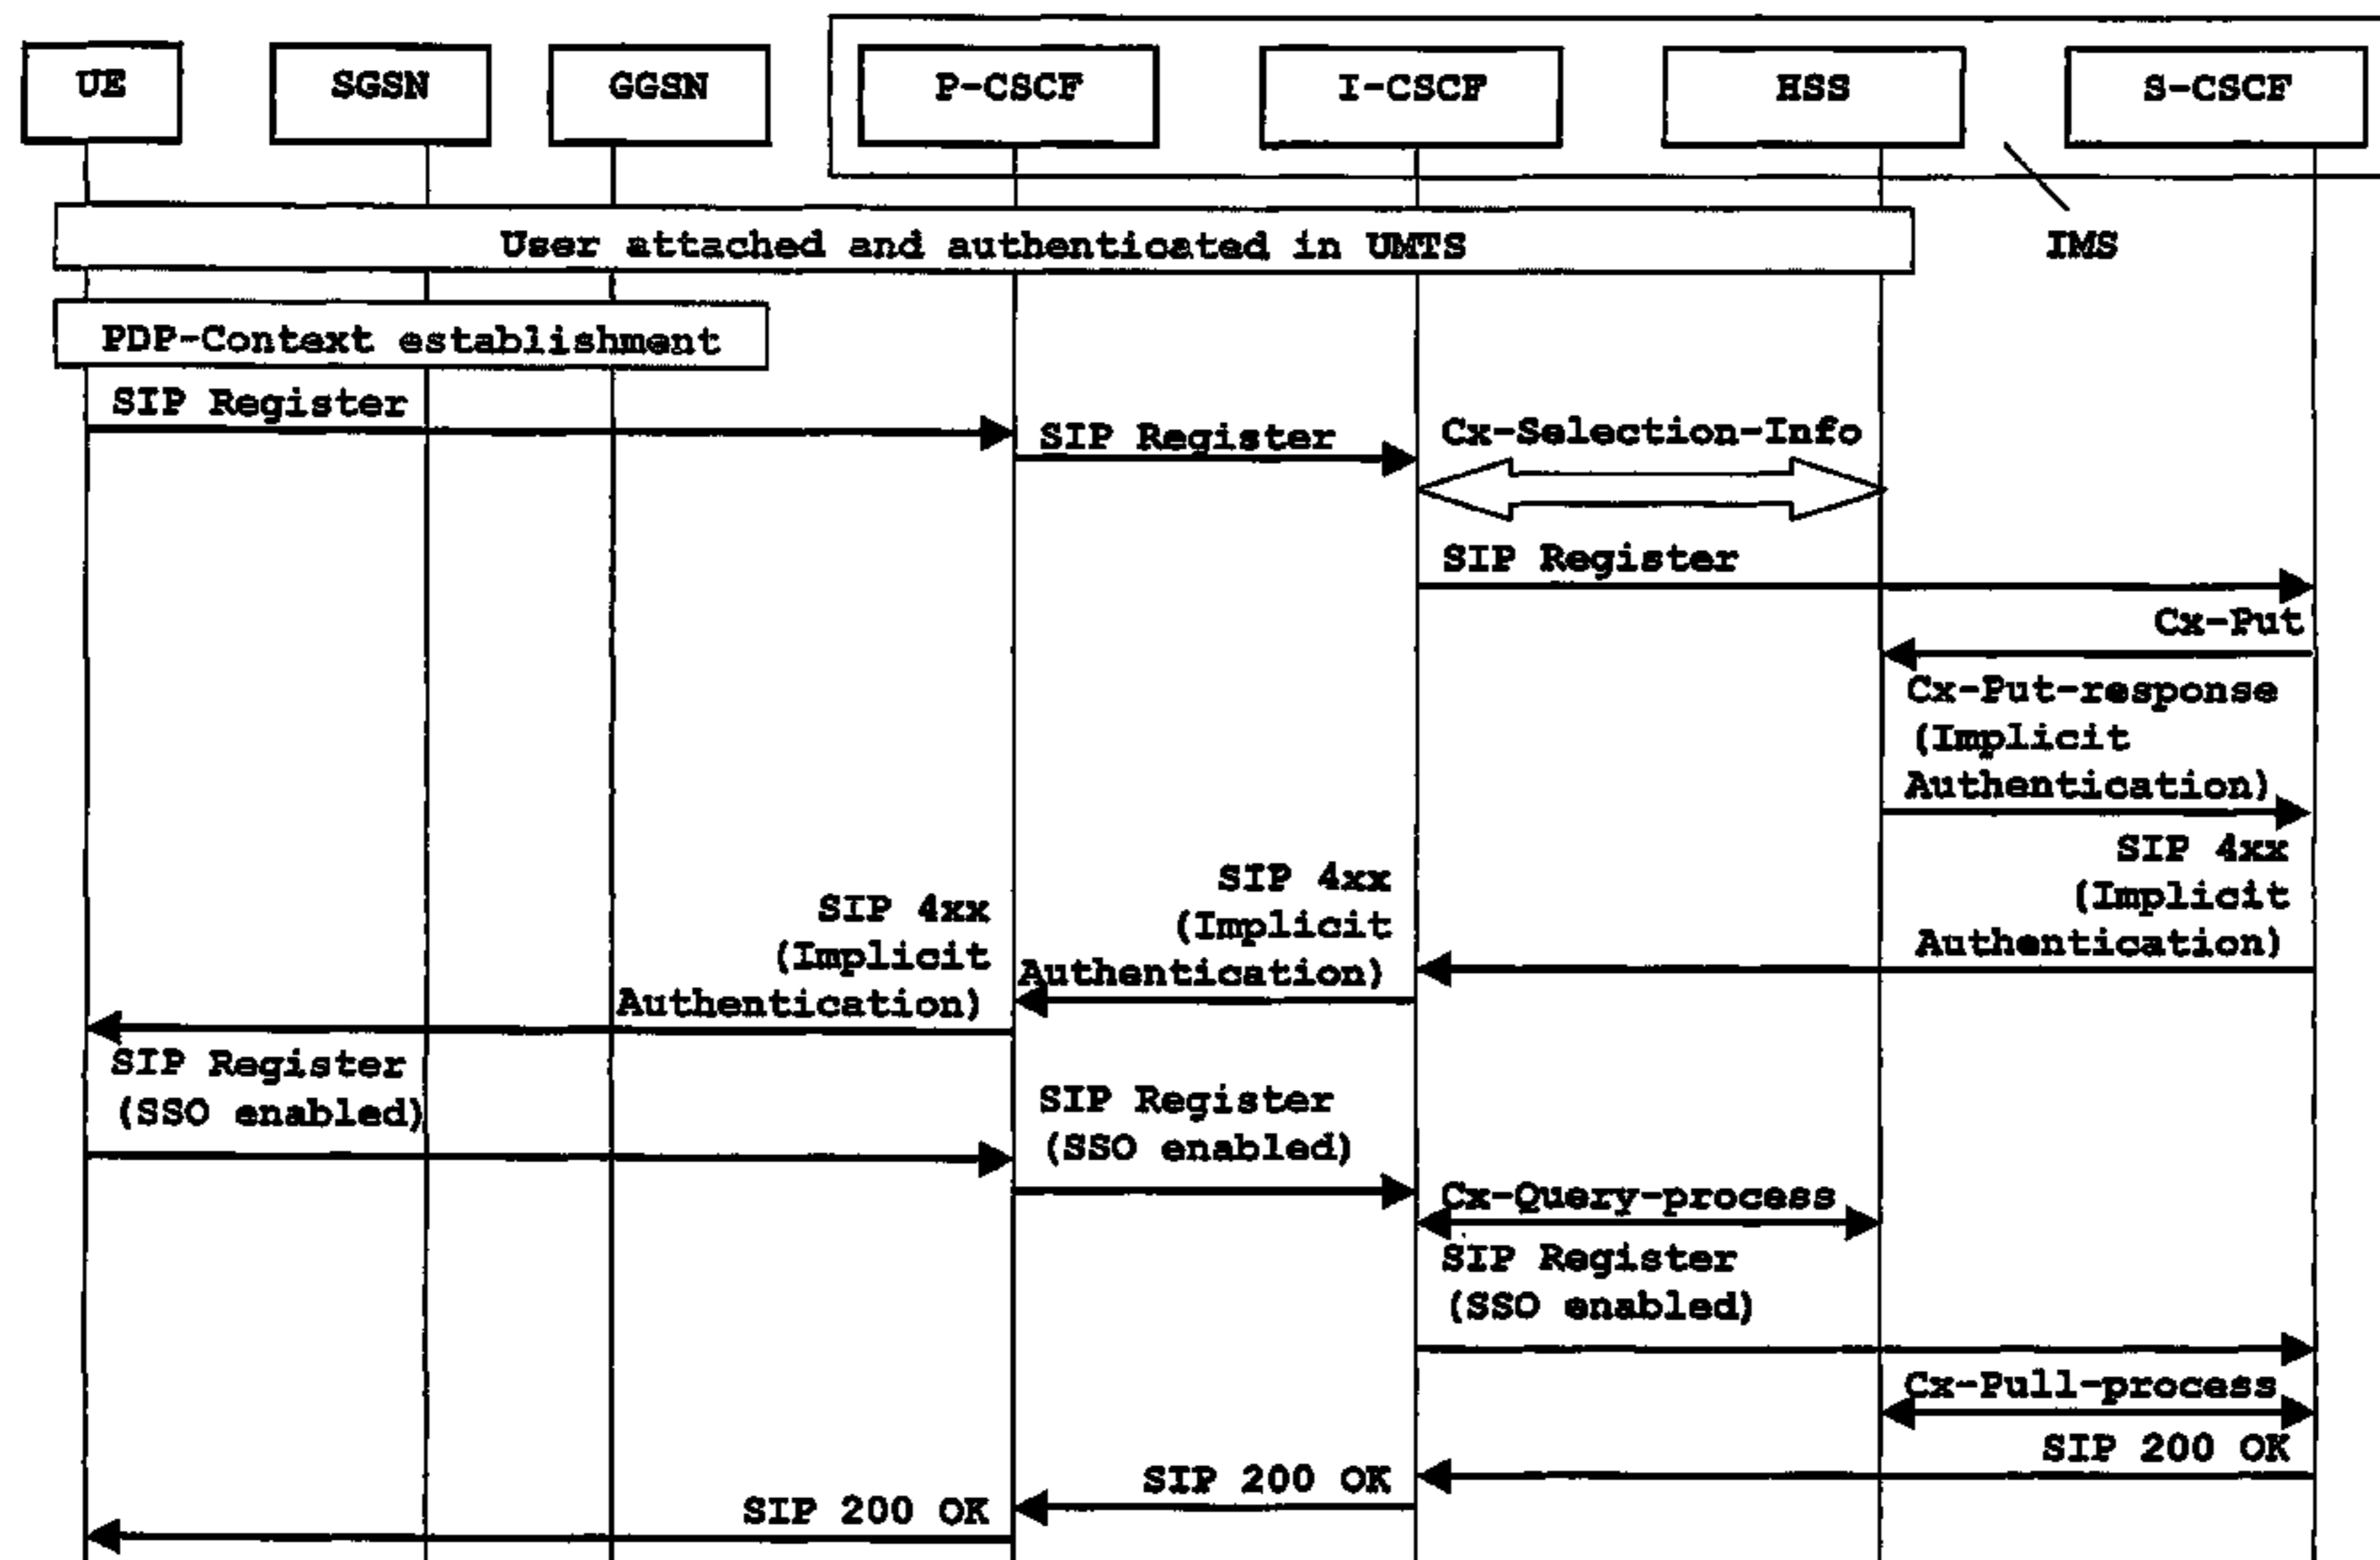 UE
SGSN
GGSN
P-CSCF
I-CSCF
HSS
S-CSCF
User attached and authenticated in UMTS
IMS
PDP-Context establishment
SIP Register
SIP Register
Cx-Selection-Info
SIP Register
Cx-Put
Cx-Put-response
(Implicit
Authentication)
SIP 4xx
(Implicit
Authentication)
SIP 4xx
(Implicit
Authentication)
SIP 4xx
(Implicit
Authentication)
SIP Register
(SSO enabled)
SIP Register
(SSO enabled)
Cx-Query-process
SIP Register
(SSO enabled)
Cx-Pull-process
SIP 200 OK
SIP 200 OK
SIP 200 OK